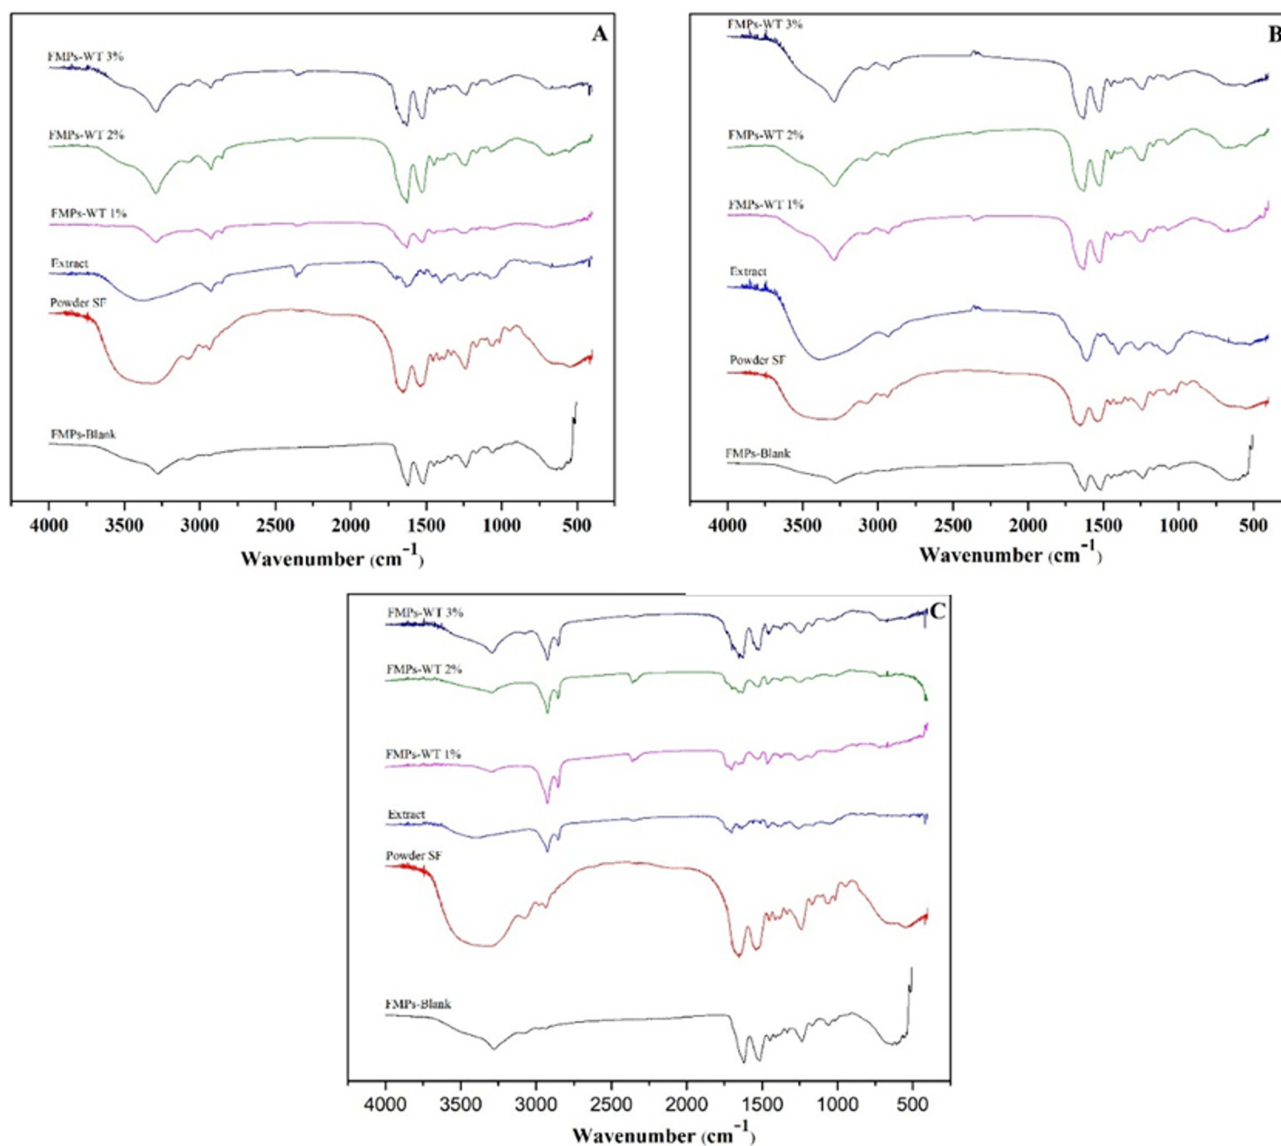 A
FMPs-WT 3%
FMPs-WT 2%
FMPs-WT 1%
Extract
Powder SF
FMPs-Blank
4000 3500 3000 2500 2000 1500 1000 500
Wavenumber (cm⁻¹)
B
FMPs-WT 3%
FMPs-WT 2%
FMPs-WT 1%
Extract
Powder SF
FMPs-Blank
4000 3500 3000 2500 2000 1500 1000 500
Wavenumber (cm⁻¹)
C
FMPs-WT 3%
FMPs-WT 2%
FMPs-WT 1%
Extract
Powder SF
FMPs-Blank
4000 3500 3000 2500 2000 1500 1000 500
Wavenumber (cm⁻¹)